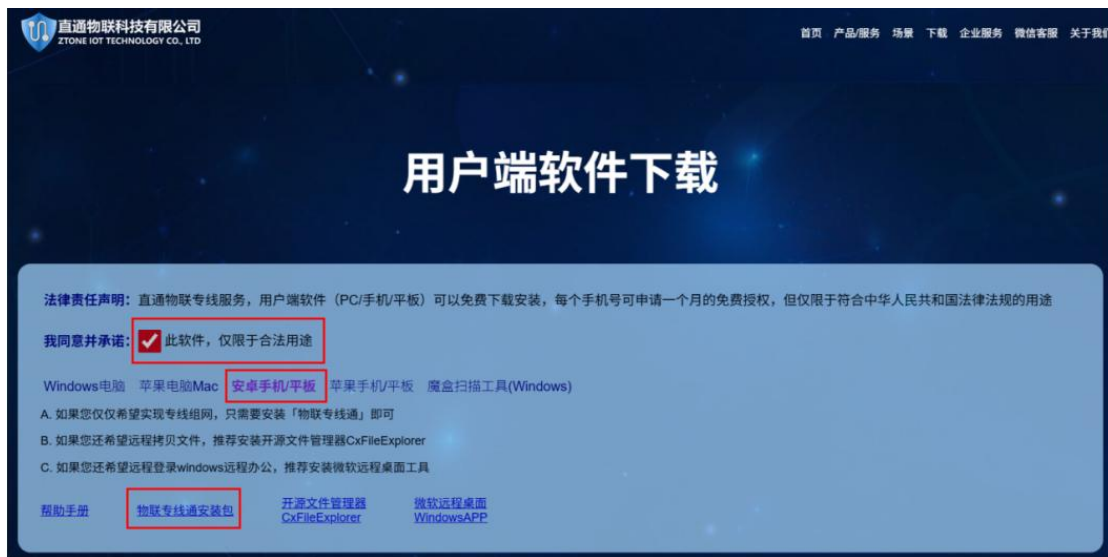 直通物联科技有限公司
ZTONE IOT TECHNOLOGY CO., LTD
首页 产品/服务 场景 下载 企业服务 微信客服 关于我们
用户端软件下载
法律责任声明：直通物联专线服务，用户端软件（PC/手机/平板）可以免费下载安装，每个手机号可申请一个月的免费授权，但仅限于符合中华人民共和国法律法规的用途
我同意并承诺： 此软件，仅限于合法用途
Windows电脑 苹果电脑Mac 安卓手机/平板 苹果手机/平板 魔盒扫描工具(Windows)
A. 如果您仅仅希望实现专线组网，只需要安装「物联专线通」即可
B. 如果您还希望远程拷贝文件，推荐安装开源文件管理器CxFileExplorer
C. 如果您还希望远程登录windows远程办公，推荐安装微软远程桌面工具
帮助手册 物联专线通安装包 开源文件管理器 微软远程桌面
CxFileExplorer WindowsAPP